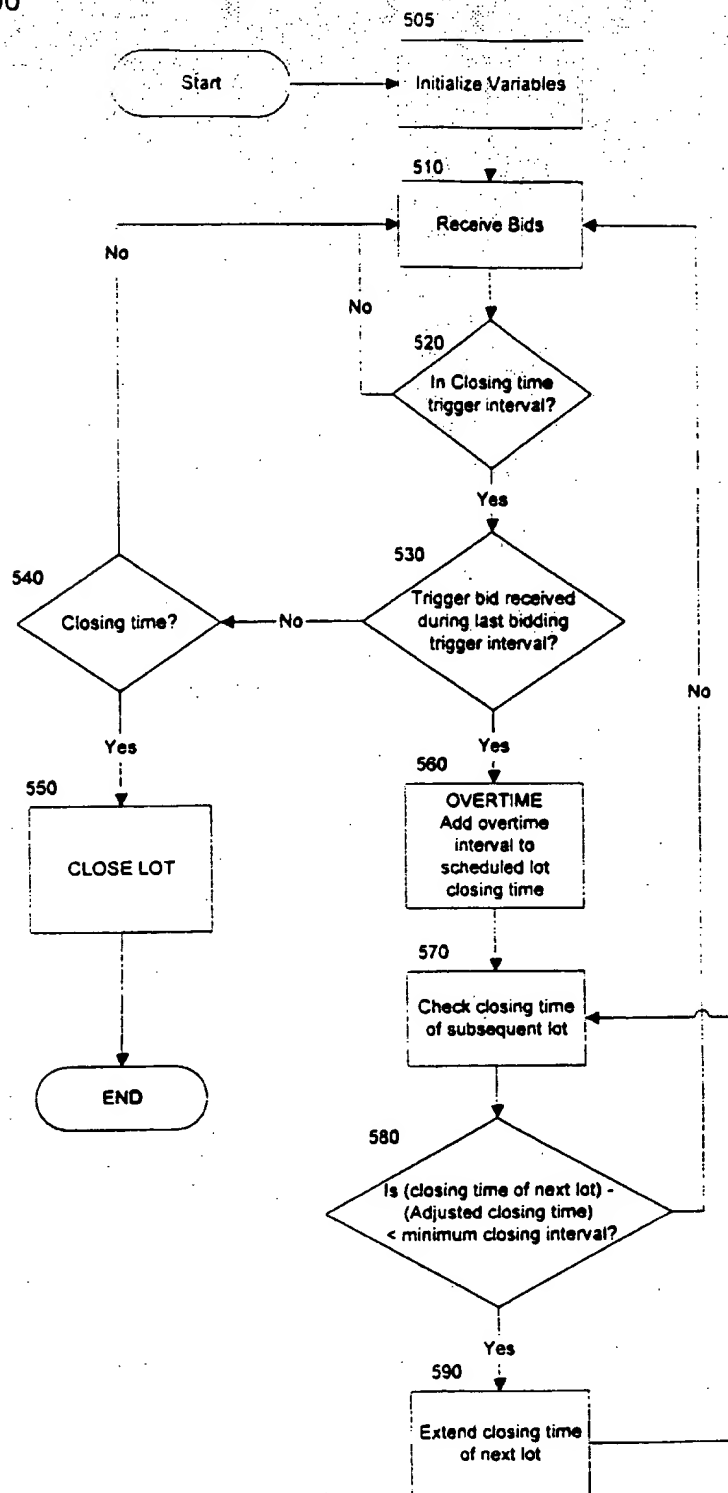 505
Start
Initialize Variables
510
Receive Bids
No
No
520
In Closing time
trigger interval?
Yes
530
Trigger bid received
during last bidding
trigger interval?
No
540
Closing time?
No
Yes
550
CLOSE LOT
END
Yes
560
OVERTIME
Add overtime
interval to
scheduled lot
closing time
570
Check closing time
of subsequent lot
580
Is (closing time of next lot) -
(Adjusted closing time)
< minimum closing interval?
Yes
590
Extend closing time
of next lot